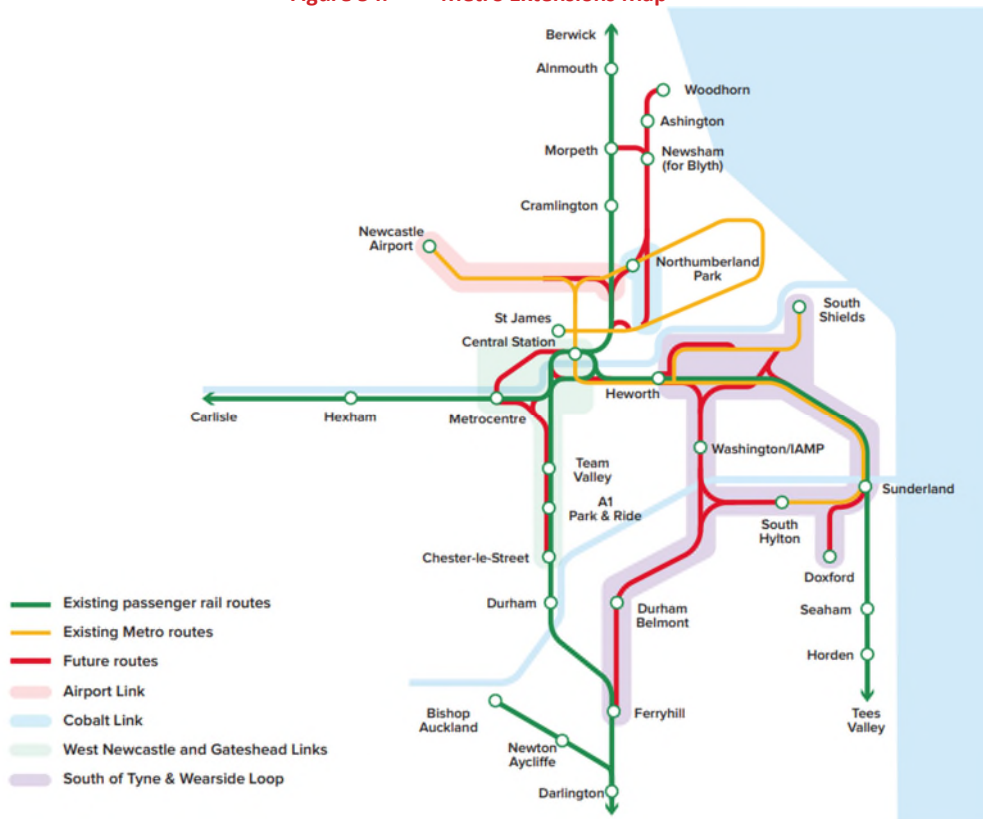 Berwick
Alnmouth
Woodhorn
Ashington
Morpeth
Newsham
(for Blyth)
Cramlington
Newcastle
Airport
Northumberland
Park
St James
South
Shields
Central Station
Heworth
Carlisle
Hexham
Metrocentre
Washington/IAMP
Team
Valley
Sunderland
A1
Park & Ride
South
Hylton
Chester-le-Street
Doxford
Durham
Durham
Belmont
Seaham
Horden
Bishop
Auckland
Ferryhill
Tees
Valley
Newton
Aycliffe
Darlington
Existing passenger rail routes
Existing Metro routes
Future routes
Airport Link
Cobalt Link
West Newcastle and Gateshead Links
South of Tyne & Wearside Loop